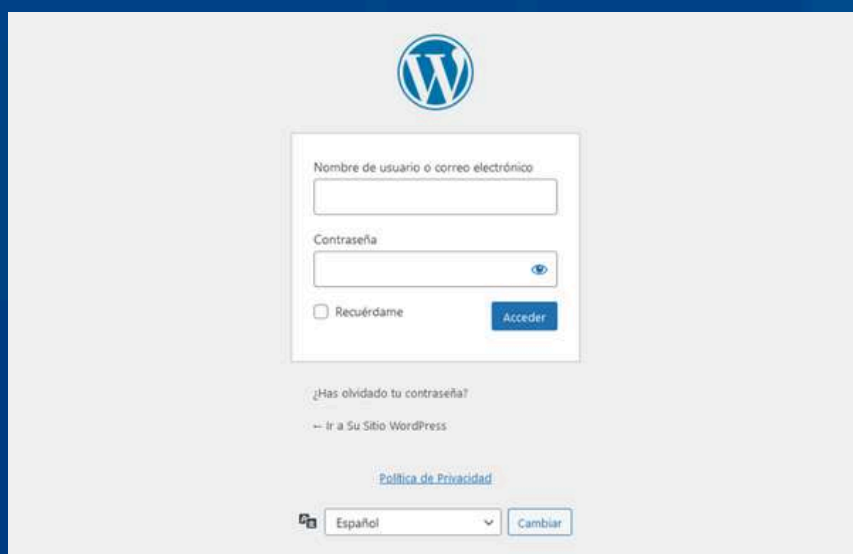 Nombre de usuario o correo electrónico
Contraseña
Recuérdame
Acceder
¿Has olvidado tu contraseña?
← Ir a Su Sitio WordPress
Política de Privacidad
Español
Cambiar